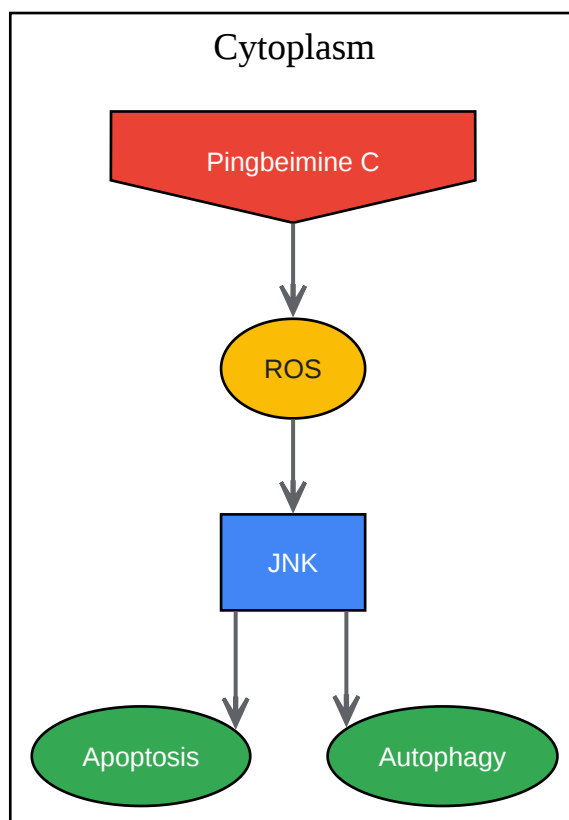 Cytoplasm
Pingbeimine C
ROS
JNK
Apoptosis
Autophagy